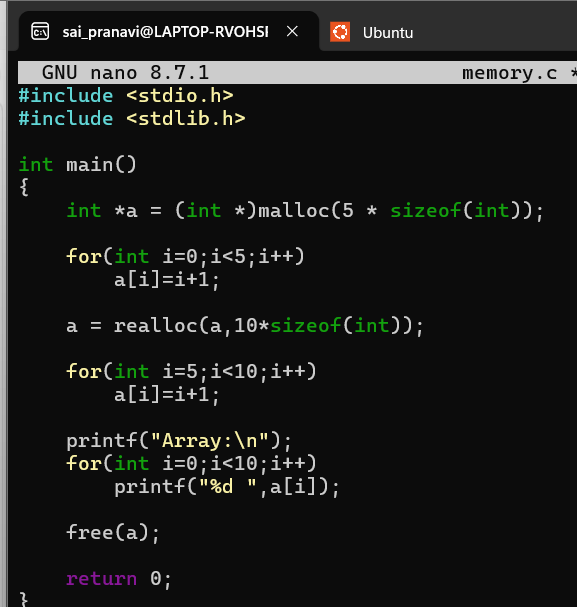 sai_pranavi@LAPTOP-RVOHSI
Ubuntu
GNU nano 8.7.1 memory.c *
#include <stdio.h>
#include <stdlib.h>

int main()
{
    int *a = (int *)malloc(5 * sizeof(int));

    for(int i=0;i<5;i++)
        a[i]=i+1;

    a = realloc(a,10*sizeof(int));

    for(int i=5;i<10;i++)
        a[i]=i+1;

    printf("Array:\n");
    for(int i=0;i<10;i++)
        printf("%d ",a[i]);

    free(a);

    return 0;
}